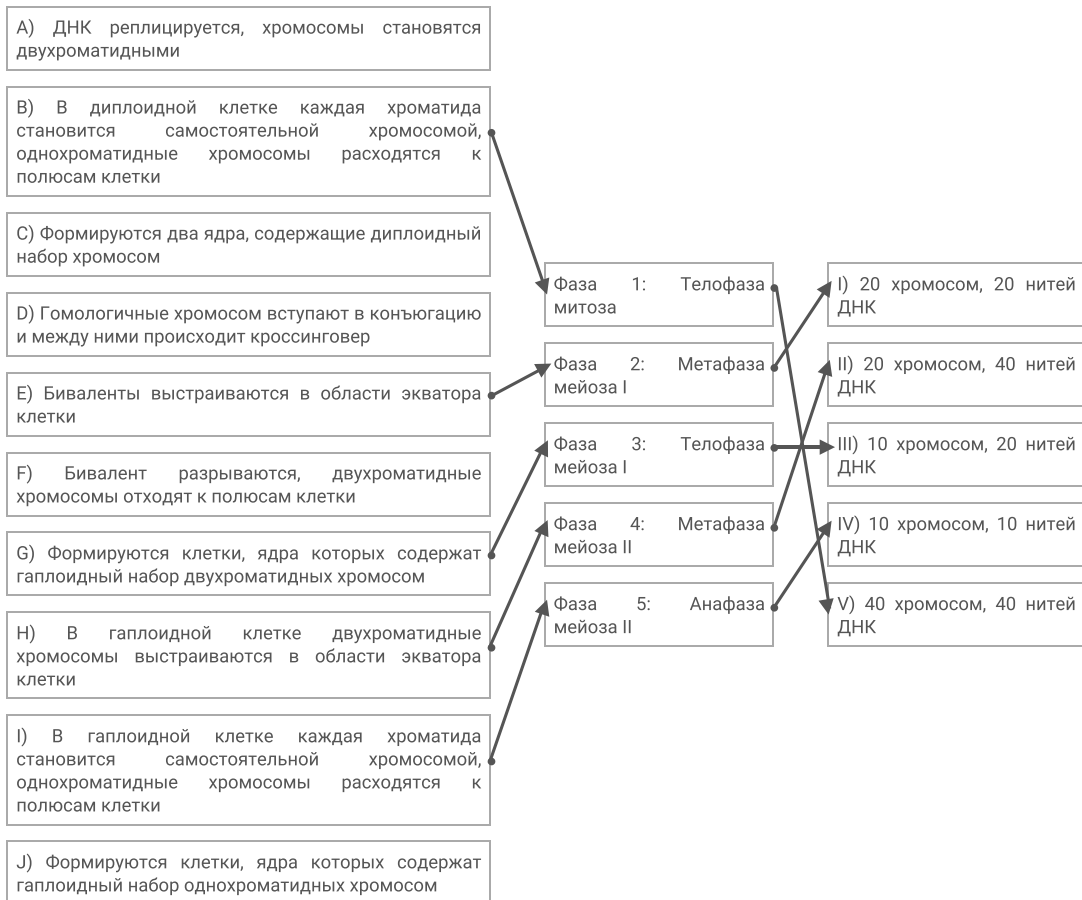 A) ДНК реплицируется, хромосомы становятся
двухроматидными
B) В диплоидной клетке каждая хроматида
становится самостоятельной хромосомой,
однохроматидные хромосомы расходятся к
полюсам клетки
C) Формируются два ядра, содержащие диплоидный
набор хромосом
D) Гомологичные хромосом вступают в конъюгацию
и между ними происходит кроссинговер
E) Биваленты выстраиваются в области экватора
клетки
F) Бивалент разрываются, двухроматидные
хромосомы отходят к полюсам клетки
G) Формируются клетки, ядра которых содержат
гаплоидный набор двухроматидных хромосом
H) В гаплоидной клетке двухроматидные
хромосомы выстраиваются в области экватора
клетки
I) В гаплоидной клетке каждая хроматида
становится самостоятельной хромосомой,
однохроматидные хромосомы расходятся к
полюсам клетки
J) Формируются клетки, ядра которых содержат
гаплоидный набор однохроматидных хромосом
Фаза 1: Телофаза
митоза
Фаза 2: Метафаза
мейоза I
Фаза 3: Телофаза
мейоза I
Фаза 4: Метафаза
мейоза II
Фаза 5: Анафаза
мейоза II
I) 20 хромосом, 20 нитей
ДНК
II) 20 хромосом, 40 нитей
ДНК
III) 10 хромосом, 20 нитей
ДНК
IV) 10 хромосом, 10 нитей
ДНК
V) 40 хромосом, 40 нитей
ДНК